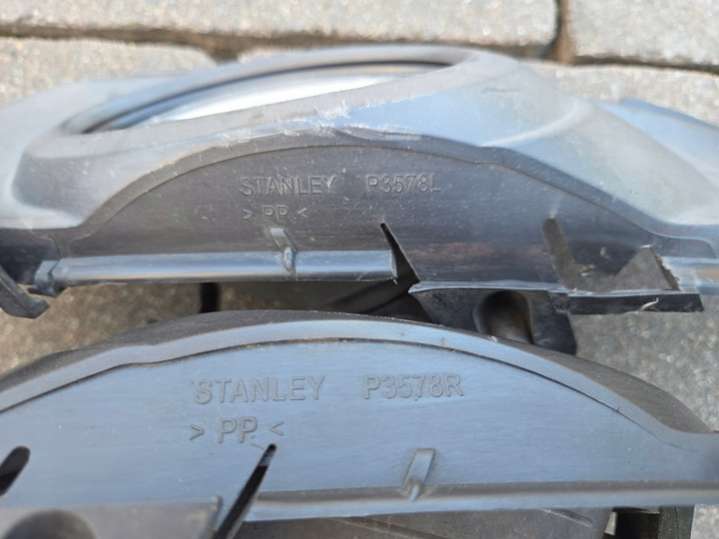 STANLEY P3578L
> PP <
STANLEY P3578R
> PP <